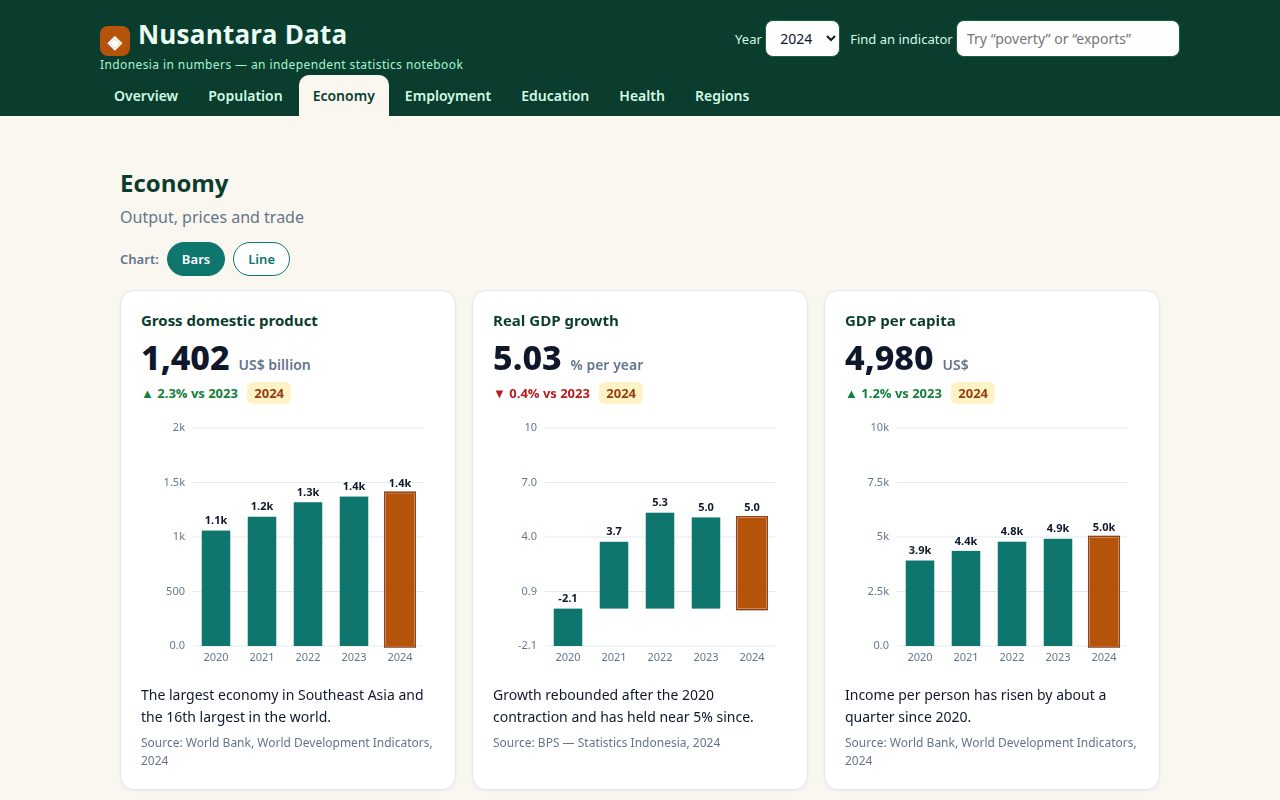 ◈ Nusantara Data
Indonesia in numbers — an independent statistics notebook
Year 2024 Find an indicator Try “poverty” or “exports”
Overview Population Economy Employment Education Health Regions
Economy
Output, prices and trade
Chart: Bars Line
Gross domestic product
1,402 US$ billion
▲ 2.3% vs 2023 2024
2k
1.5k
1k
500
0.0
1.1k
1.2k
1.3k
1.4k
1.4k
2020 2021 2022 2023 2024
The largest economy in Southeast Asia and
the 16th largest in the world.
Source: World Bank, World Development Indicators,
2024
Real GDP growth
5.03 % per year
▼ 0.4% vs 2023 2024
10
7.0
4.0
0.9
-2.1
-2.1
3.7
5.3
5.0
5.0
2020 2021 2022 2023 2024
Growth rebounded after the 2020
contraction and has held near 5% since.
Source: BPS — Statistics Indonesia, 2024
GDP per capita
4,980 US$
▲ 1.2% vs 2023 2024
10k
7.5k
5k
2.5k
0.0
3.9k
4.4k
4.8k
4.9k
5.0k
2020 2021 2022 2023 2024
Income per person has risen by about a
quarter since 2020.
Source: World Bank, World Development Indicators,
2024